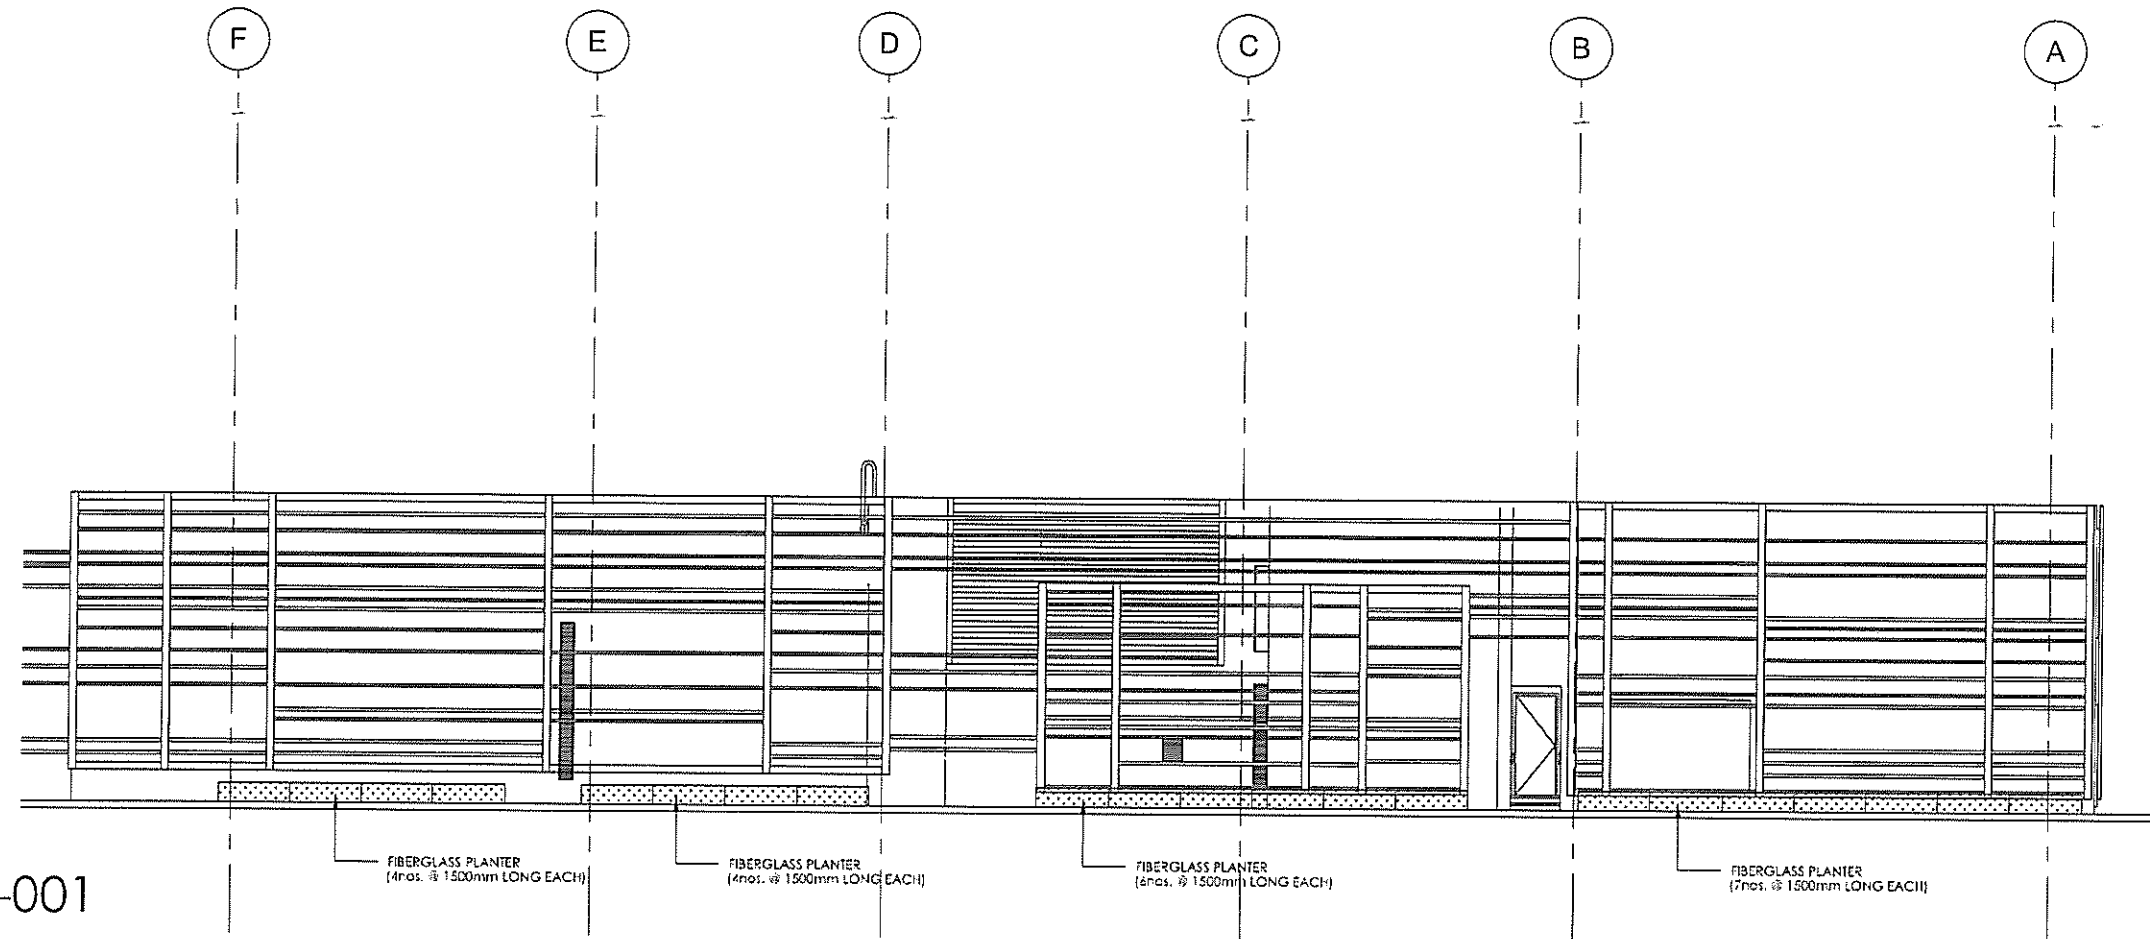 F E D C B A
FIBERGLASS PLANTER
(4nos. @ 1500mm LONG EACH)
FIBERGLASS PLANTER
(4nos. @ 1500mm LONG EACH)
FIBERGLASS PLANTER
(6nos. @ 1500mm LONG EACH)
FIBERGLASS PLANTER
(7nos. @ 1500mm LONG EACH)
-001